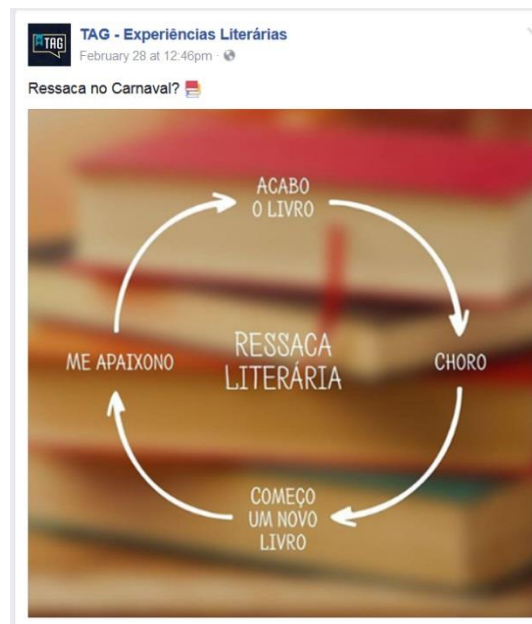 TAG
TAG - Experiências Literárias
February 28 at 12:46pm
Ressaca no Carnaval?
ACABO
O LIVRO
ME APAIXONO
RESSACA
LITERÁRIA
CHORO
COMEÇO
UM NOVO
LIVRO